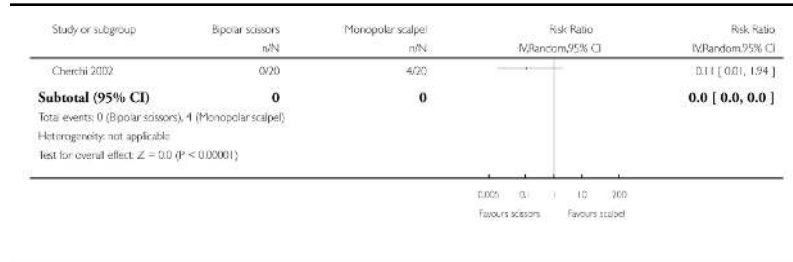 Study or subgroup Bipolar scissors Monopolar scalpel Risk Ratio Risk Ratio
n/N n/N IV,Random,95% CI IV,Random,95% CI
Cherchi 2002 0/20 4/20 0.11 [ 0.01, 1.94 ]
Subtotal (95% CI) 0 0 0.0 [ 0.0, 0.0 ]
Total events: 0 (Bipolar scissors), 4 (Monopolar scalpel)
Heterogeneity: not applicable
Test for overall effect: Z = 0.0 (P < 0.00001)
0.005 0.1 1 10 200
Favours scissors Favours scalpel